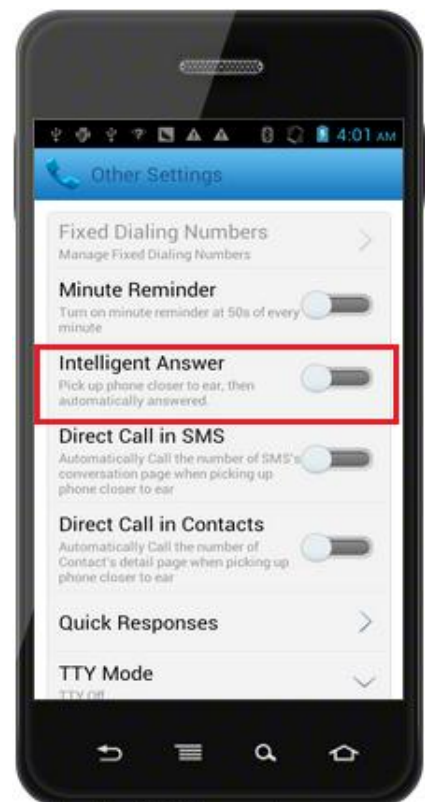 4:01 AM
Other Settings
Fixed Dialing Numbers
Manage Fixed Dialing Numbers
Minute Reminder
Turn on minute reminder at 50s of every
minute
Intelligent Answer
Pick up phone closer to ear, then
automatically answered
Direct Call in SMS
Automatically Call the number of SMS's
conversation page when picking up
phone closer to ear
Direct Call in Contacts
Automatically Call the number of
Contact's detail page when picking up
phone closer to ear
Quick Responses
TTY Mode
TTY Off